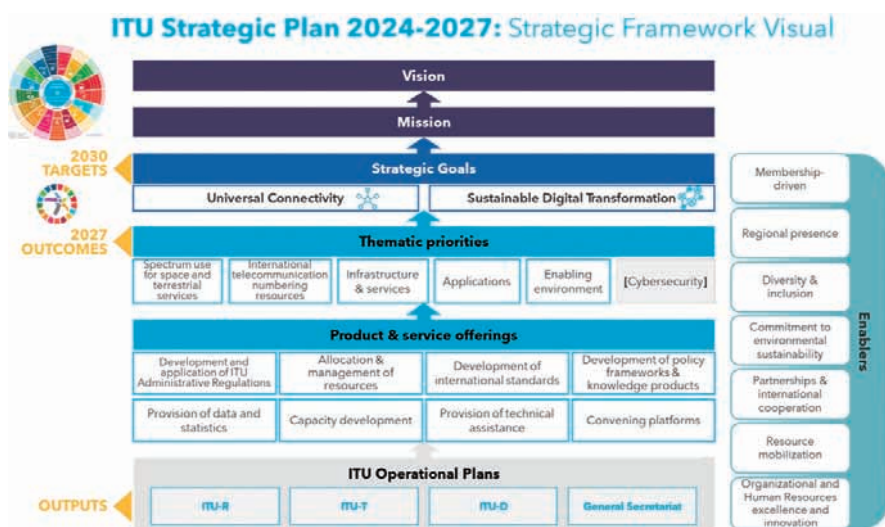 ITU Strategic Plan 2024-2027: Strategic Framework Visual
Vision
Mission
2030
TARGETS
Strategic Goals
Universal Connectivity
Sustainable Digital Transformation
2027
OUTCOMES
Thematic priorities
Spectrum use
for space and
terrestrial
services
International
telecommunication
numbering
resources
Infrastructure
& services
Applications
Enabling
environment
[Cybersecurity]
Product & service offerings
Development and
application of ITU
Administrative Regulations
Allocation &
management of
resources
Development of
international standards
Development of policy
frameworks &
knowledge products
Provision of data and
statistics
Capacity development
Provision of technical
assistance
Convening platforms
ITU Operational Plans
OUTPUTS
ITU-R
ITU-T
ITU-D
General Secretariat
Membership-
driven
Regional presence
Diversity &
inclusion
Commitment to
environmental
sustainability
Partnerships &
international
cooperation
Resource
mobilization
Organizational and
Human Resources
excellence and
innovation
Enablers